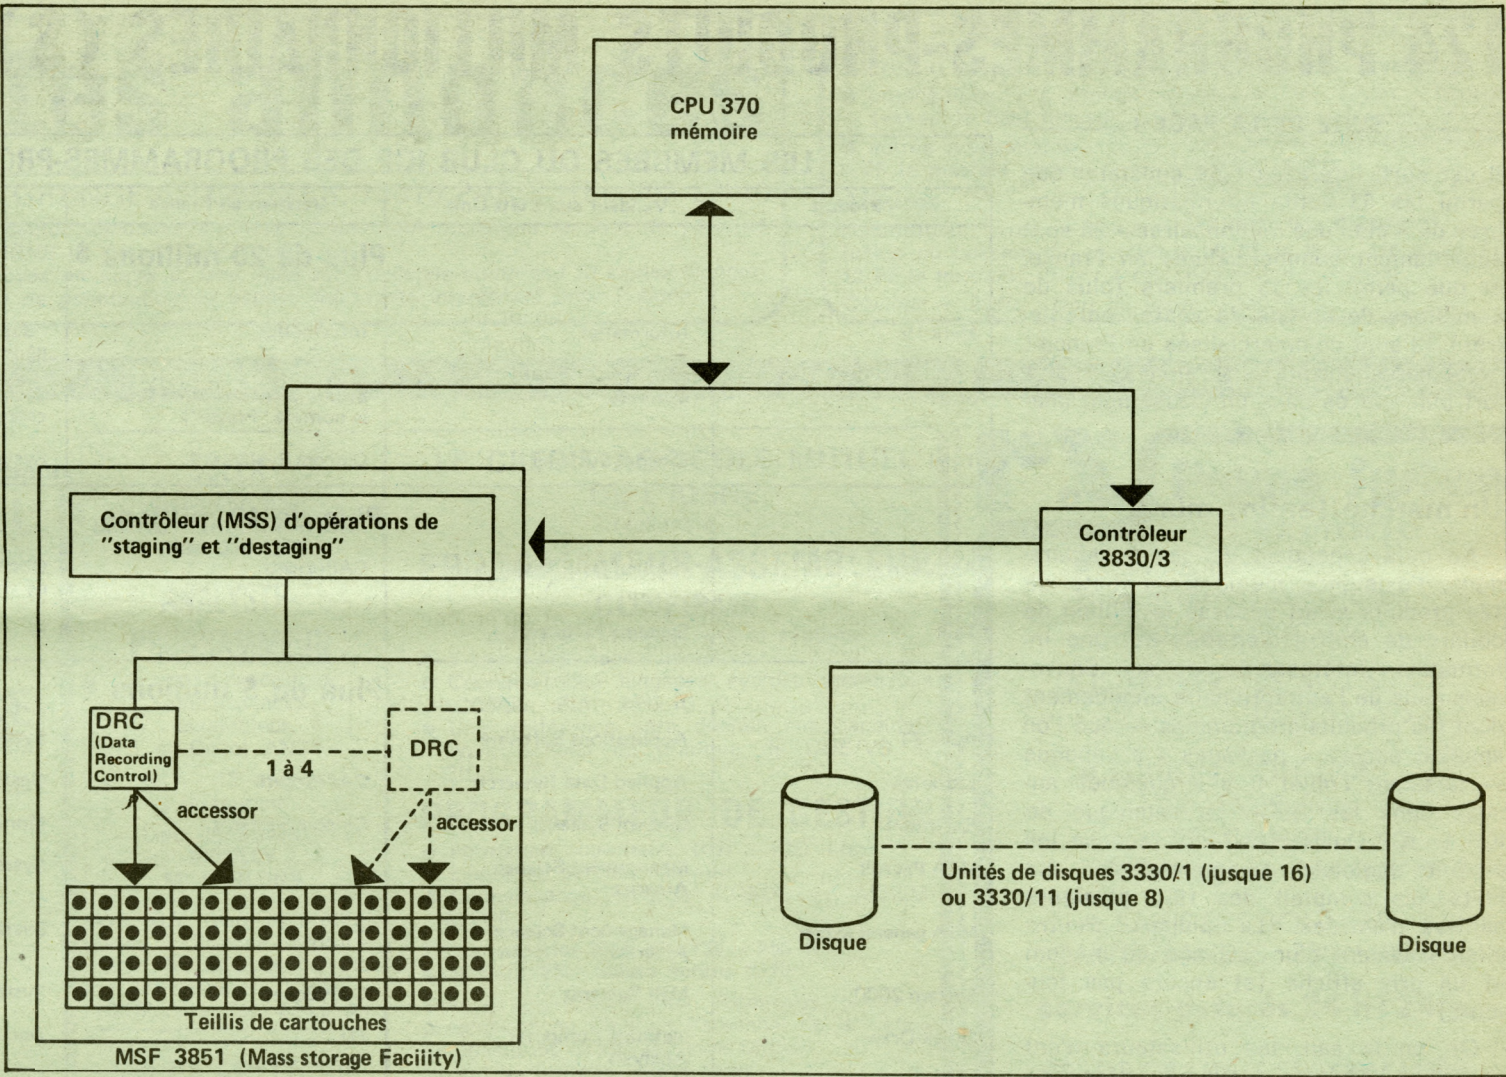 CPU 370
mémoire
Contrôleur (MSS) d'opérations de
"staging" et "destaging"
Contrôleur
3830/3
DRC
(Data
Recording
Control)
1 à 4
DRC
accessor
accessor
Unités de disques 3330/1 (jusque 16)
ou 3330/11 (jusque 8)
Disque
Disque
Teillis de cartouches
MSF 3851 (Mass storage Faciiity)